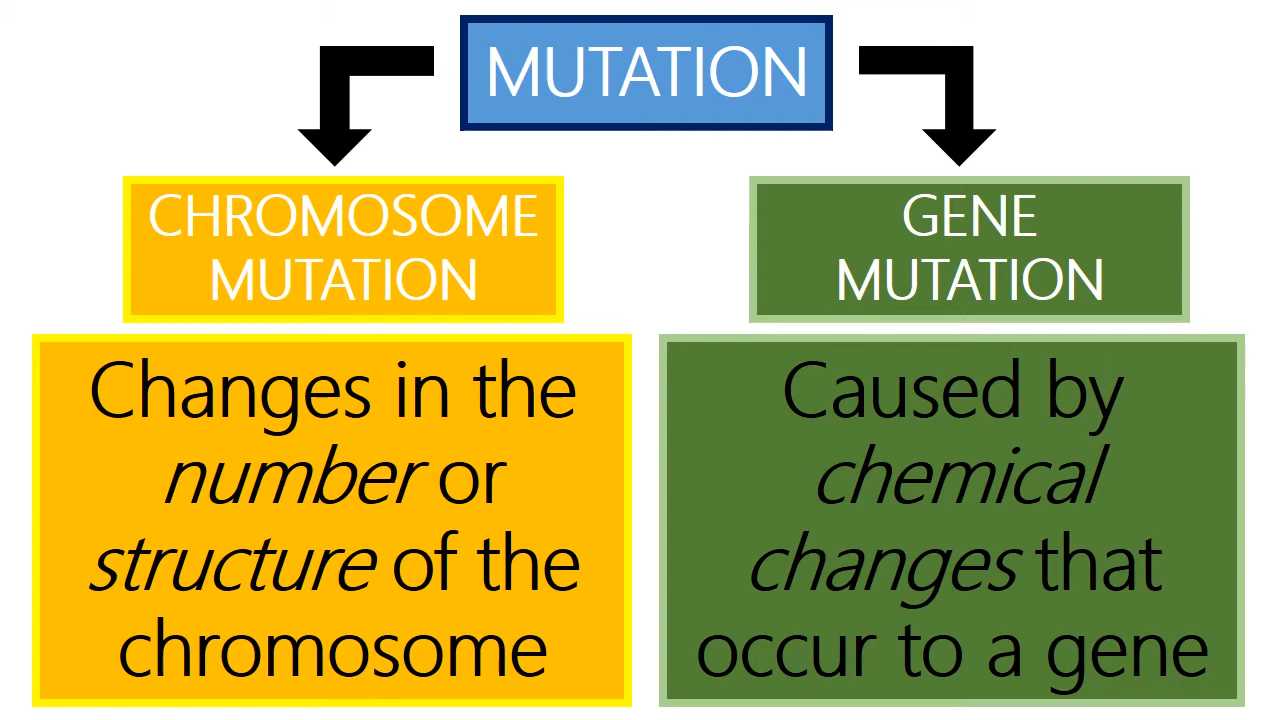 MUTATION
CHROMOSOME
MUTATION
GENE
MUTATION
Changes in the
number or
structure of the
chromosome
Caused by
chemical
changes that
occur to a gene